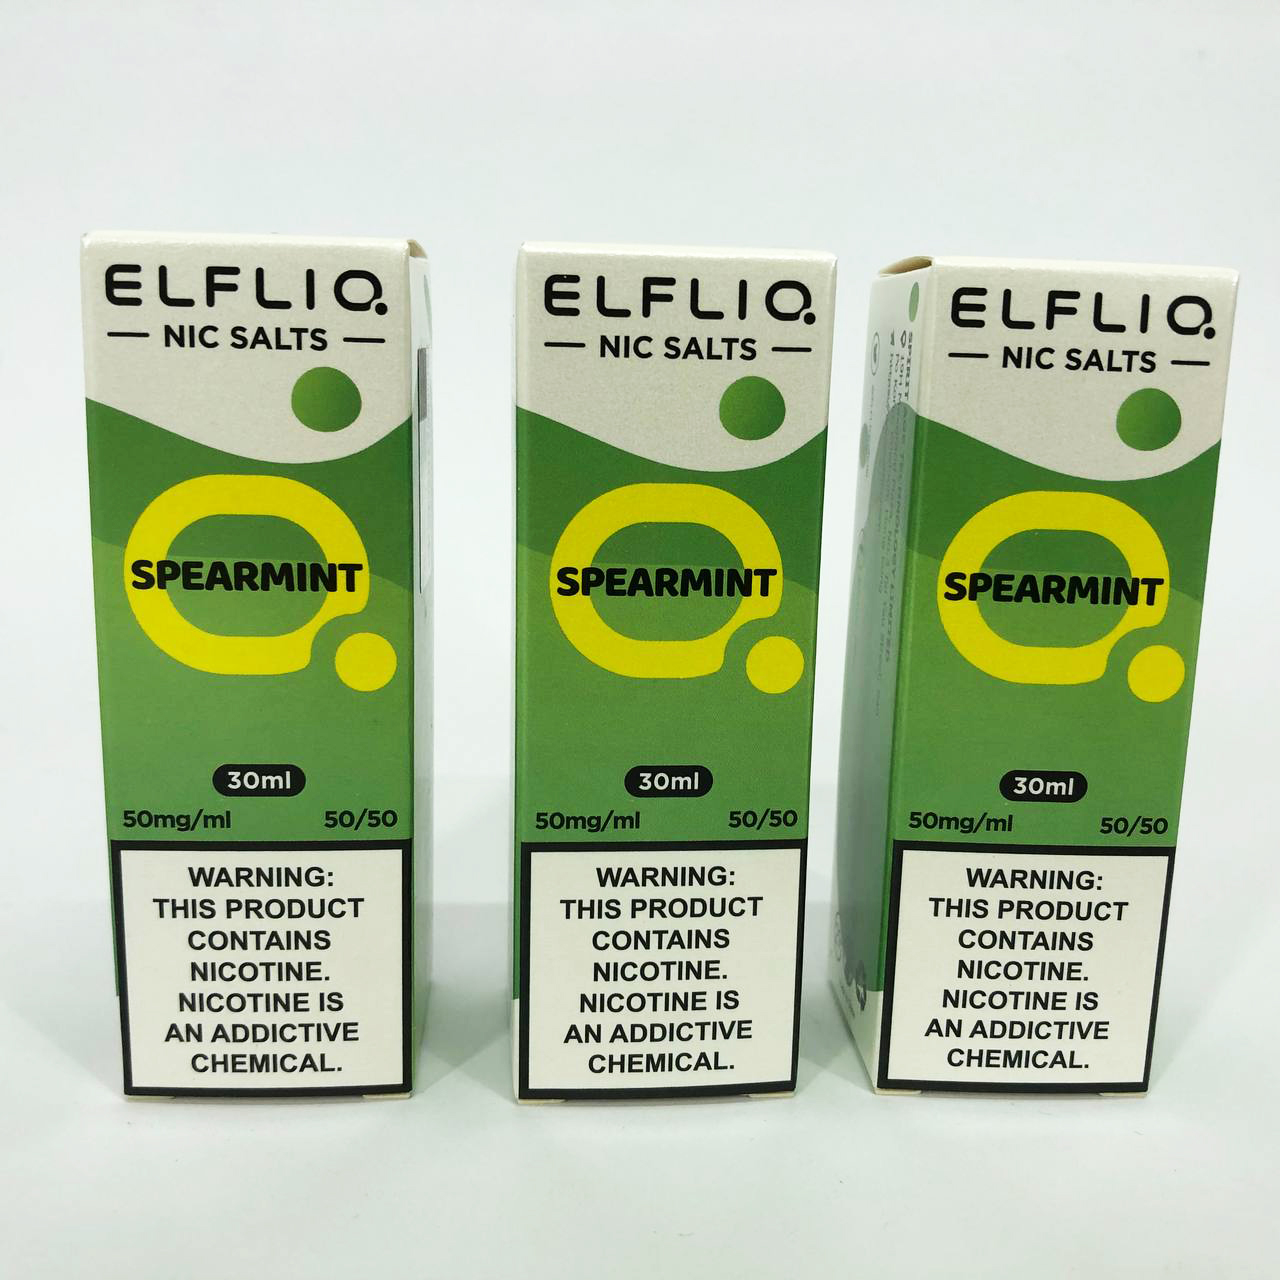 ELFLIQ
NIC SALTS
SPEARMINT
30ml
50mg/ml 50/50
WARNING:
THIS PRODUCT
CONTAINS
NICOTINE.
NICOTINE IS
AN ADDICTIVE
CHEMICAL.
ELFLIQ
NIC SALTS
SPEARMINT
30ml
50mg/ml 50/50
WARNING:
THIS PRODUCT
CONTAINS
NICOTINE.
NICOTINE IS
AN ADDICTIVE
CHEMICAL.
SPIRIT
TECHNOLOGY LIMITED
ELFLIQ
NIC SALTS
SPEARMINT
30ml
50mg/ml 50/50
WARNING:
THIS PRODUCT
CONTAINS
NICOTINE.
NICOTINE IS
AN ADDICTIVE
CHEMICAL.